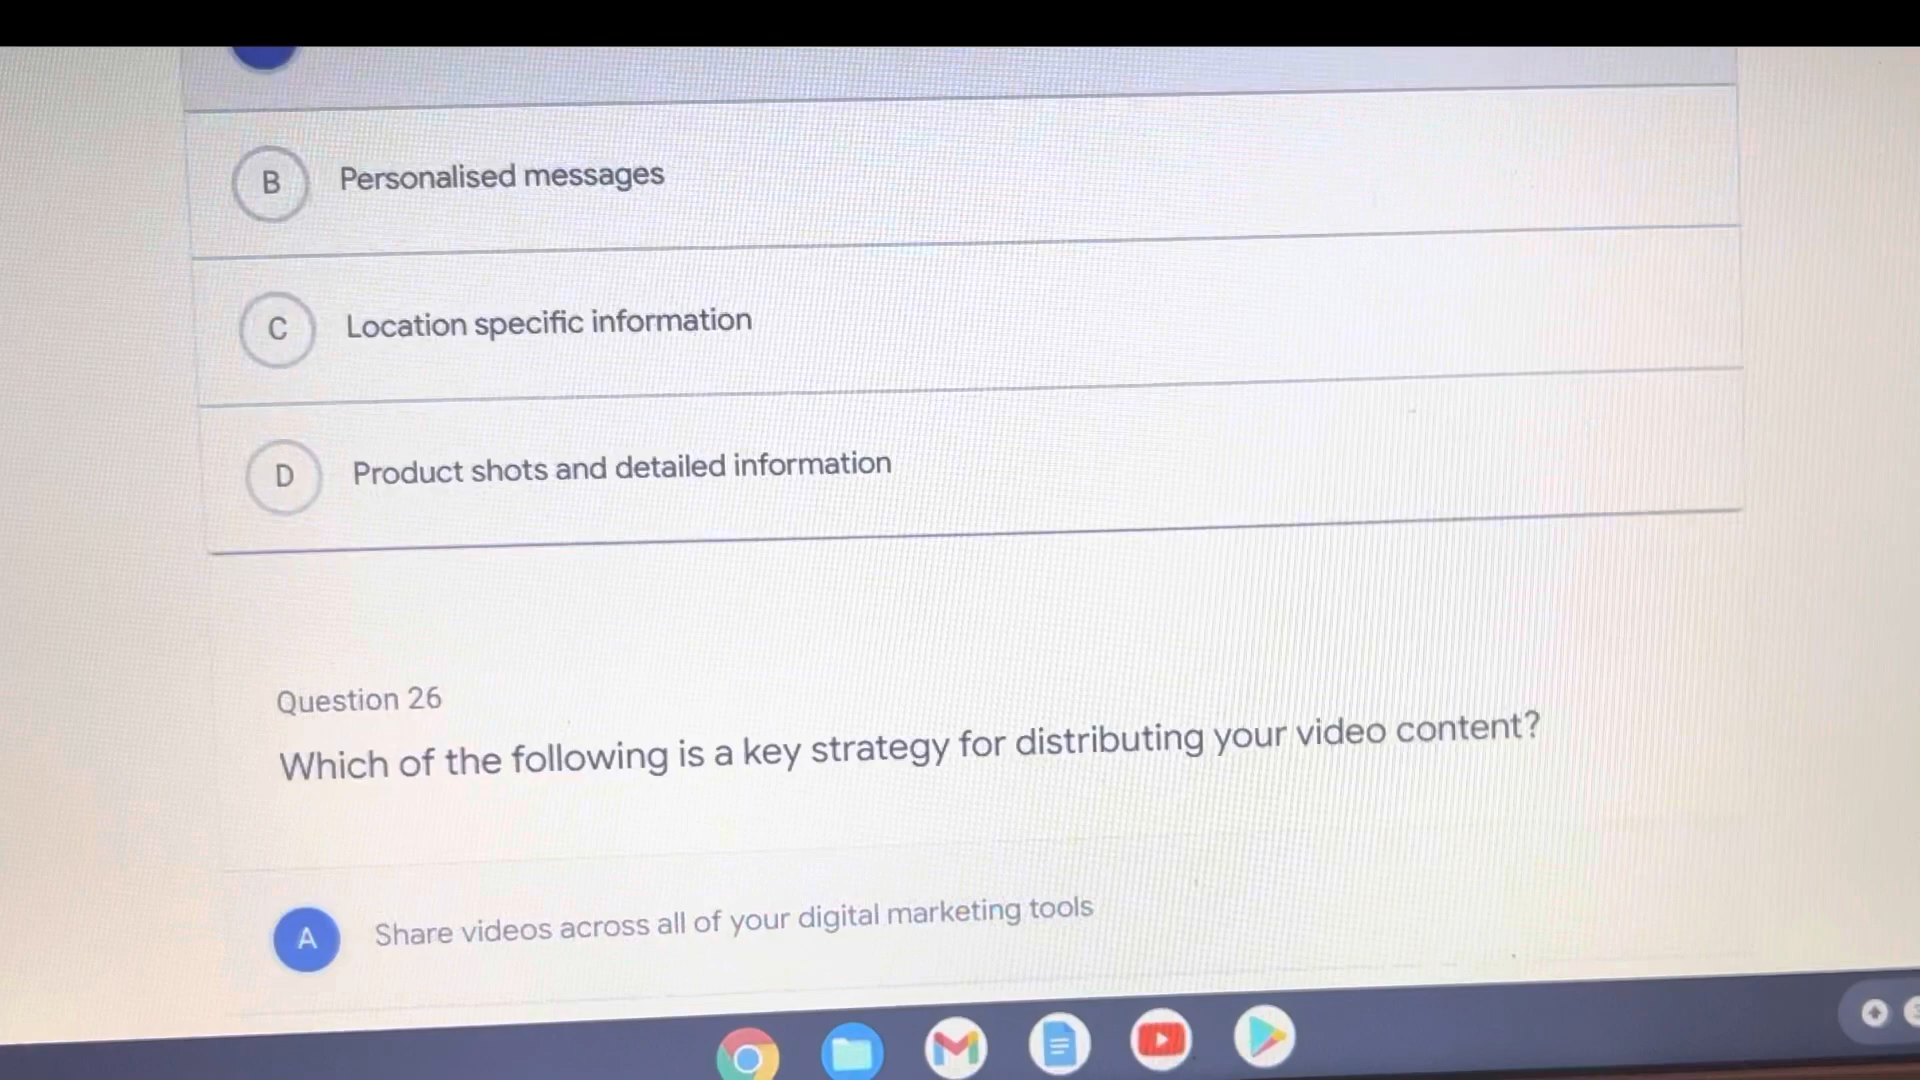 B Personalised messages
C Location specific information
D Product shots and detailed information
Question 26
Which of the following is a key strategy for distributing your video content?
A Share videos across all of your digital marketing tools